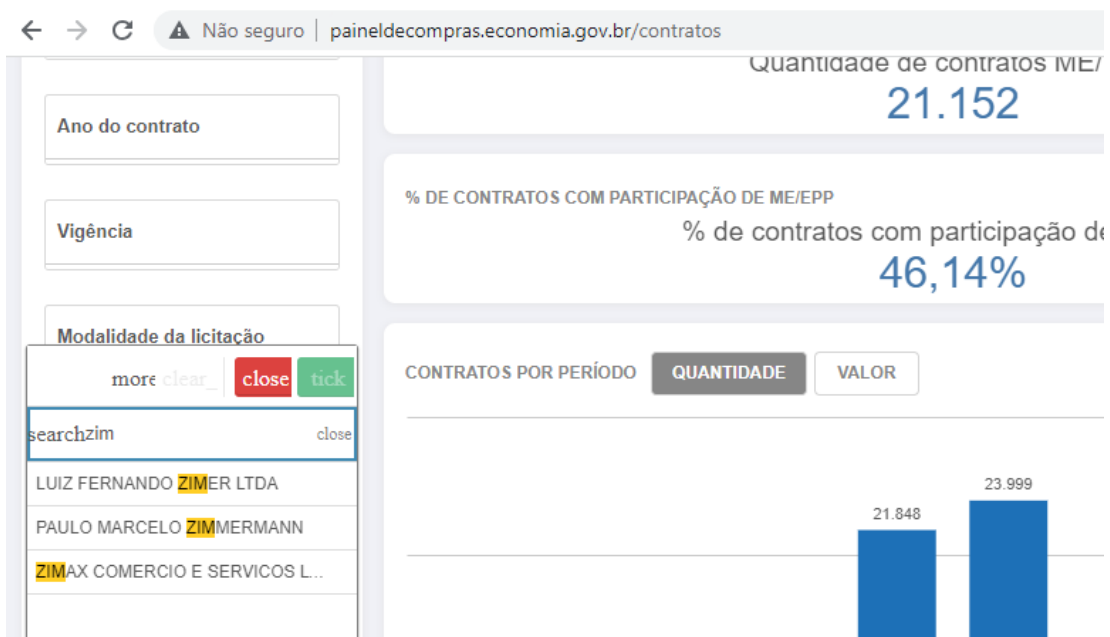 Não seguro | paineldecompras.economia.gov.br/contratos
Quantidade de contratos ME/
21.152
Ano do contrato
% DE CONTRATOS COM PARTICIPAÇÃO DE ME/EPP
% de contratos com participação de
46,14%
Vigência
Modalidade da licitação
more clear_ close tick
searchzim close
LUIZ FERNANDO ZIMER LTDA
PAULO MARCELO ZIMMERMANN
ZIMAX COMERCIO E SERVICOS L...
CONTRATOS POR PERÍODO QUANTIDADE VALOR
21.848
23.999